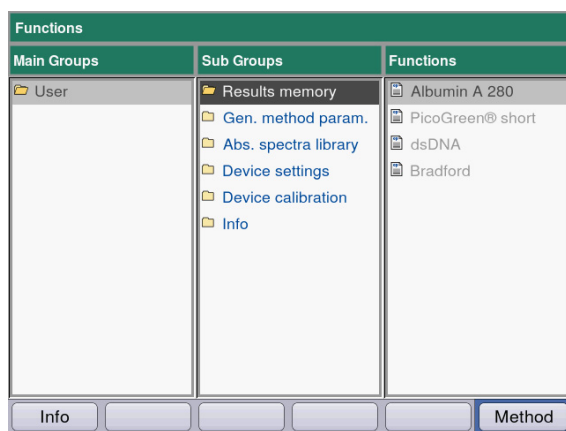 Functions
Main Groups
Sub Groups
Functions
User
Results memory
Gen. method param.
Abs. spectra library
Device settings
Device calibration
Info
Albumin A 280
PicoGreen® short
dsDNA
Bradford
Info
Method